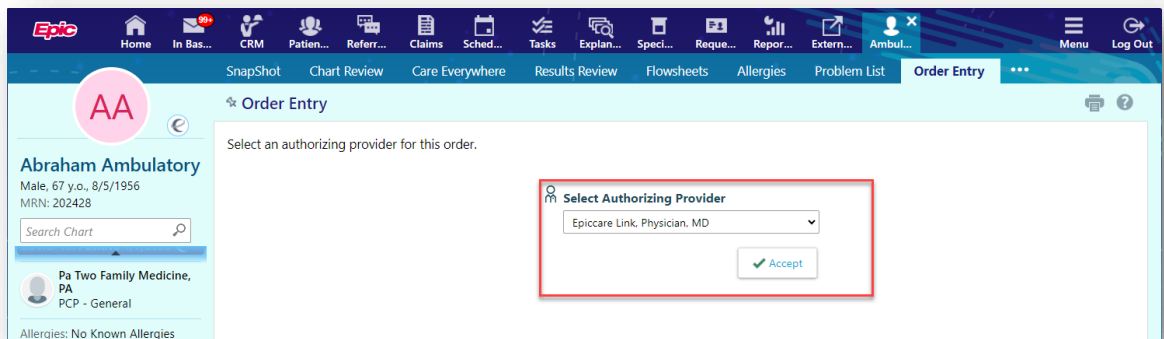 Epic
Home
99+
In Bas...
CRM
Patien...
Referr...
Claims
Sched...
Tasks
Explan...
Speci...
Reque...
Repor...
Extern...
Ambul...
Menu
Log Out
SnapShot Chart Review Care Everywhere Results Review Flowsheets Allergies Problem List Order Entry
AA
e
Abraham Ambulatory
Male, 67 y.o., 8/5/1956
MRN: 202428
Search Chart
Pa Two Family Medicine,
PA
PCP - General
Allergies: No Known Allergies
Order Entry
?
Select an authorizing provider for this order.
Select Authorizing Provider
Epiccare Link, Physician, MD
Accept